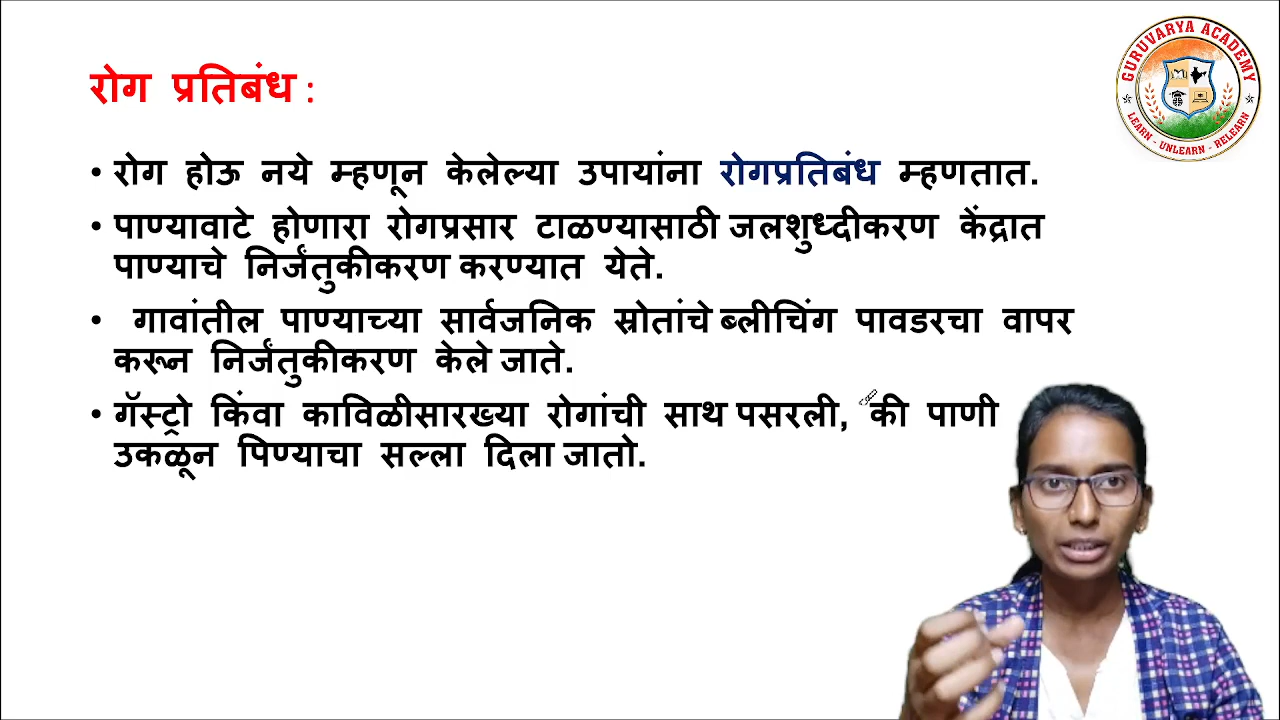 रोग प्रतिबंध :
GURUVARYA ACADEMY
LEARN - UNLEARN - RELEARN
• रोग होऊ नये म्हणून केलेल्या उपायांना रोगप्रतिबंध म्हणतात.
• पाण्यावाटे होणारा रोगप्रसार टाळण्यासाठी जलशुध्दीकरण केंद्रात
पाण्याचे निर्जंतुकीकरण करण्यात येते.
• गावांतील पाण्याच्या सार्वजनिक स्रोतांचे ब्लीचिंग पावडरचा वापर
करून निर्जंतुकीकरण केले जाते.
• गॅस्ट्रो किंवा काविळीसारख्या रोगांची साथ पसरली, की पाणी
उकळून पिण्याचा सल्ला दिला जातो.